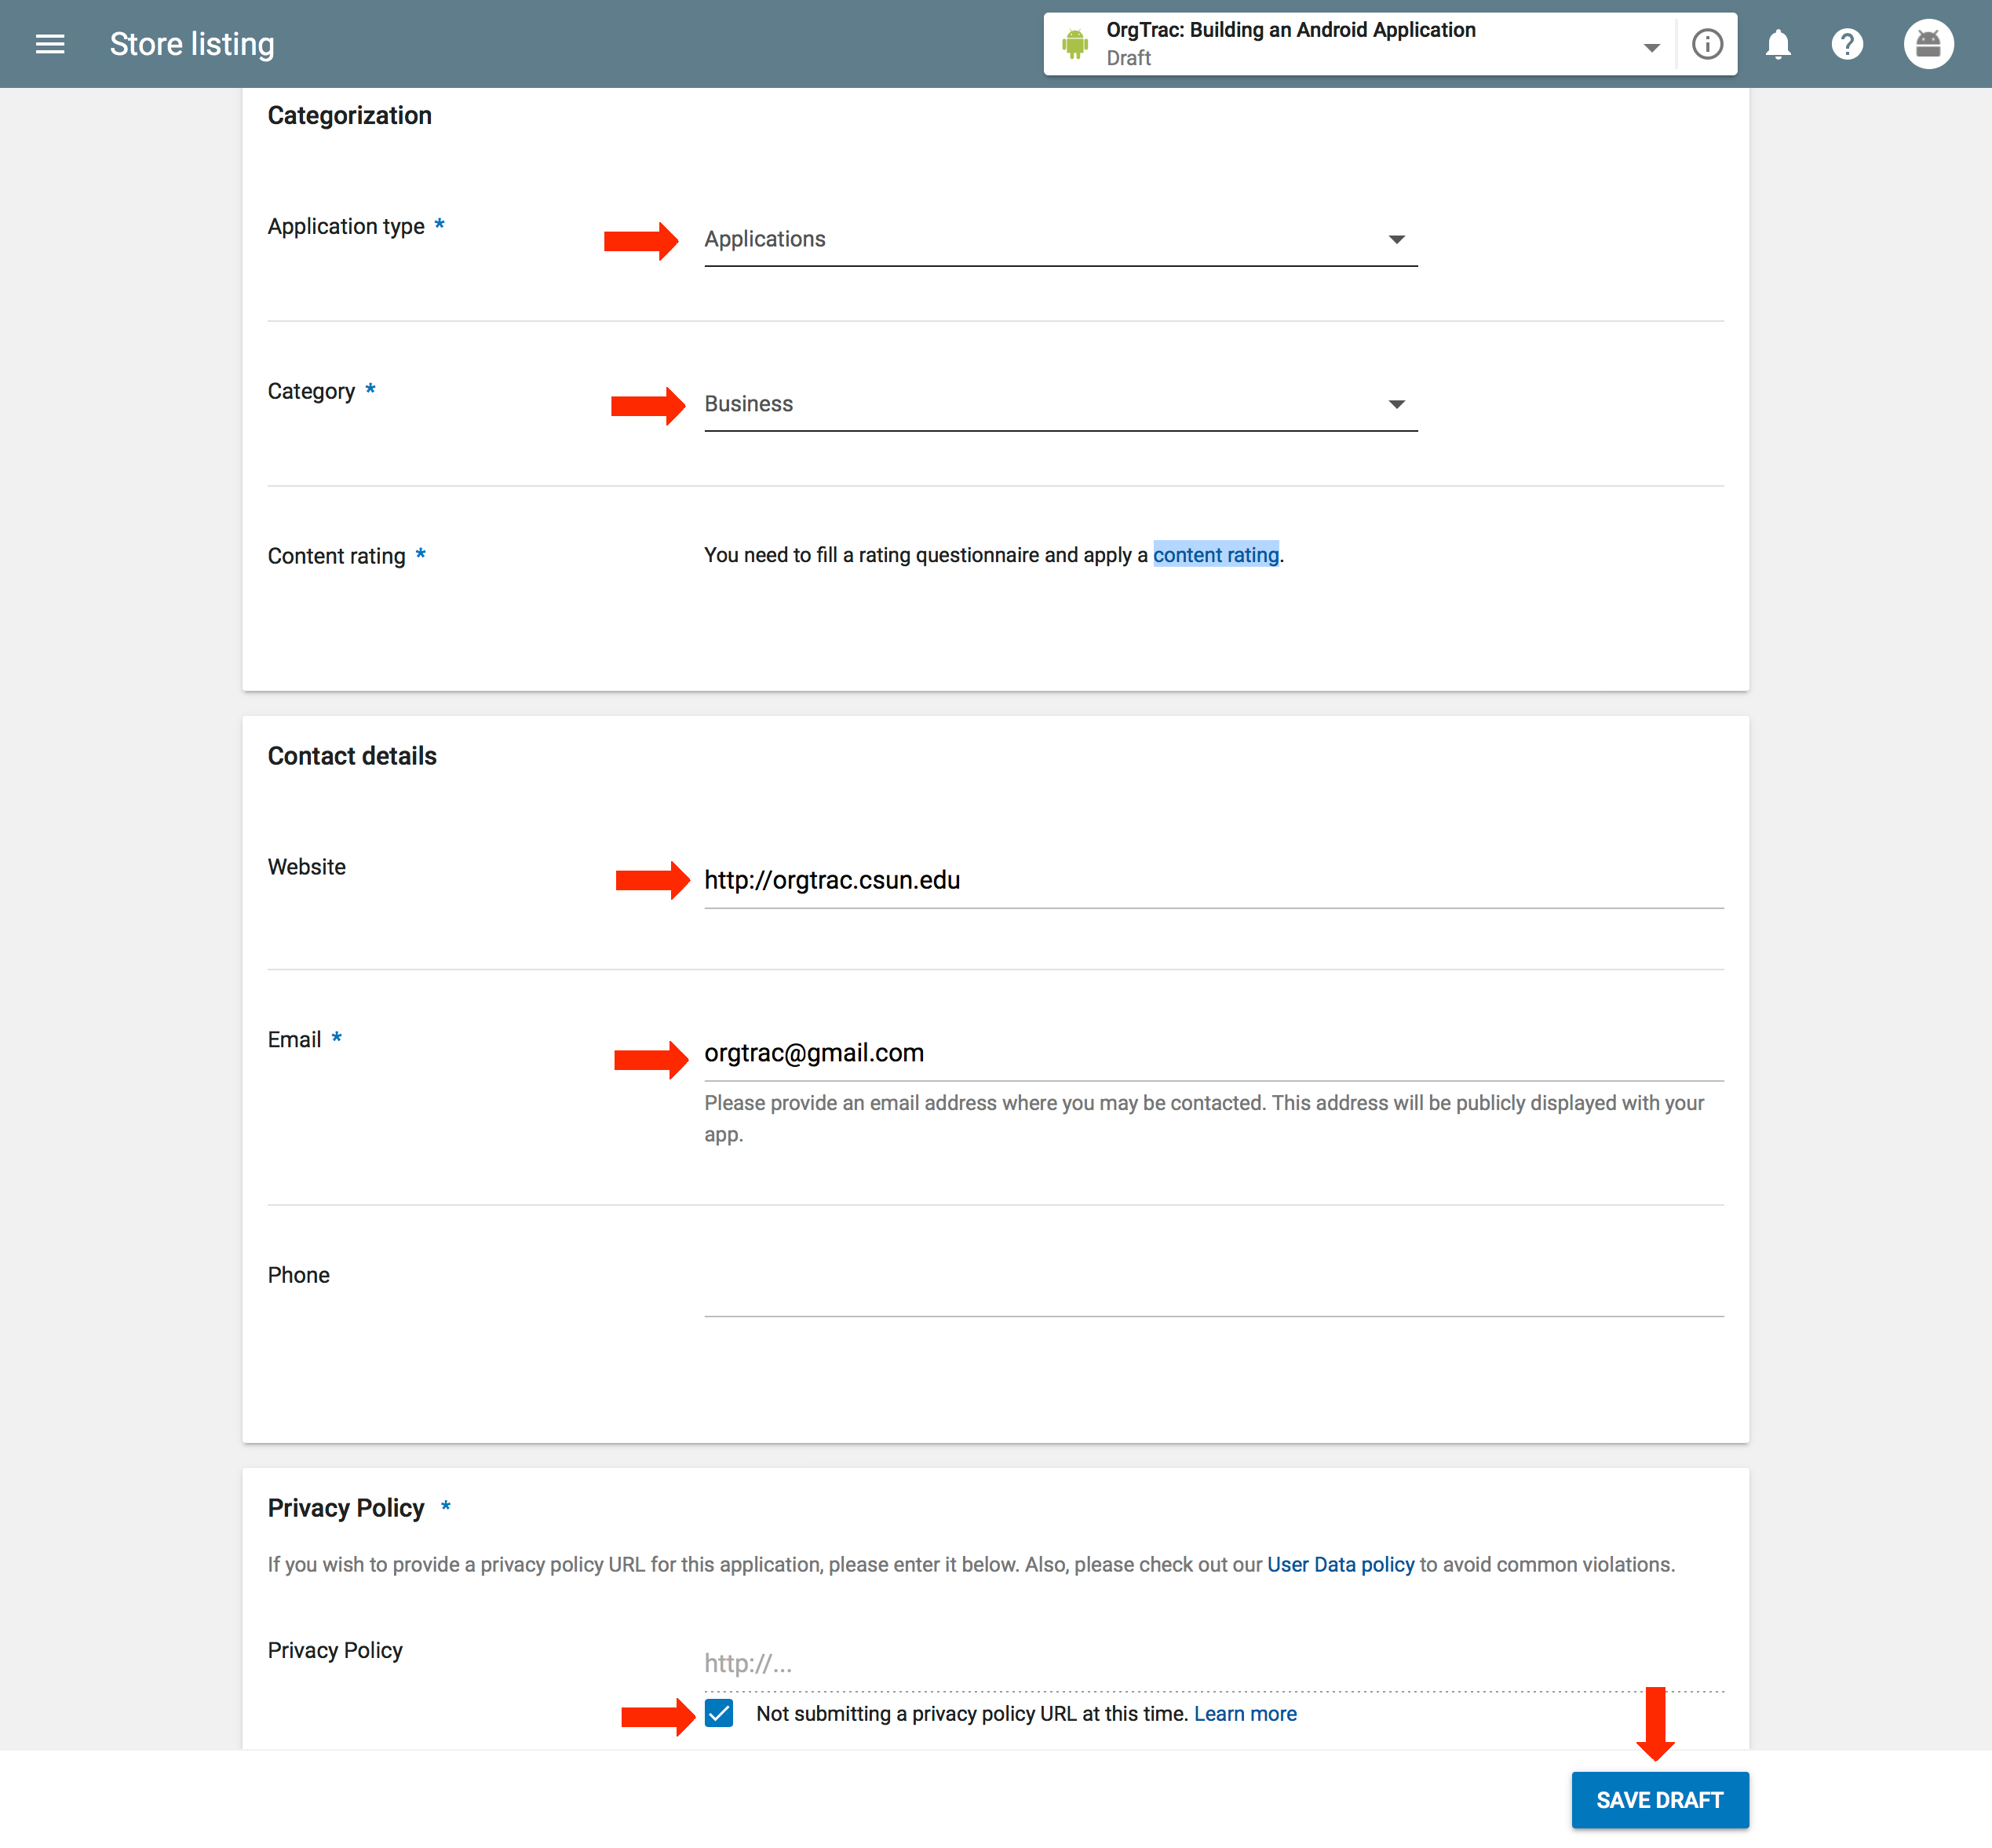 Store listing
OrgTrac: Building an Android Application
Draft
Categorization
Application type *
Applications
Category *
Business
Content rating *
You need to fill a rating questionnaire and apply a content rating.
Contact details
Website
http://orgtrac.csun.edu
Email *
orgtrac@gmail.com
Please provide an email address where you may be contacted. This address will be publicly displayed with your
app.
Phone
Privacy Policy *
If you wish to provide a privacy policy URL for this application, please enter it below. Also, please check out our User Data policy to avoid common violations.
Privacy Policy
http://...
Not submitting a privacy policy URL at this time. Learn more
SAVE DRAFT